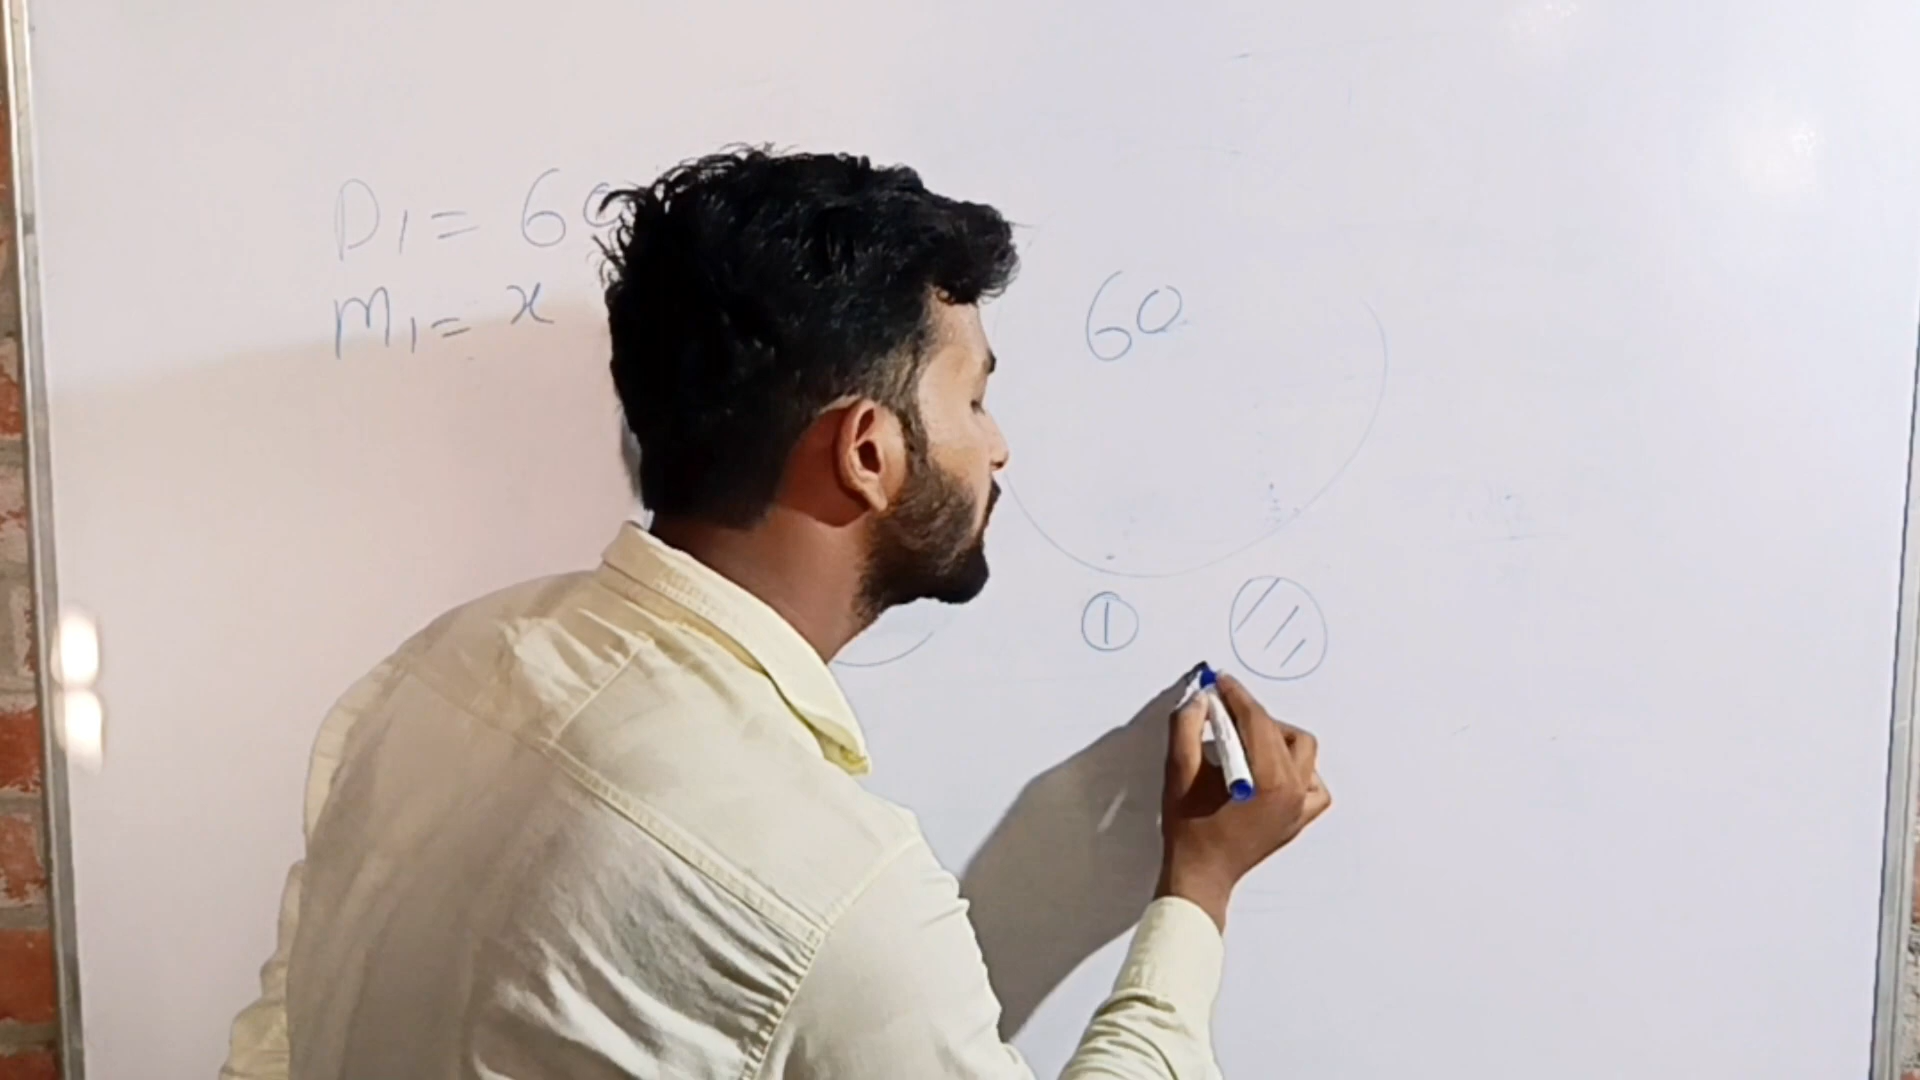 D1 = 60
M1 = x
60
1